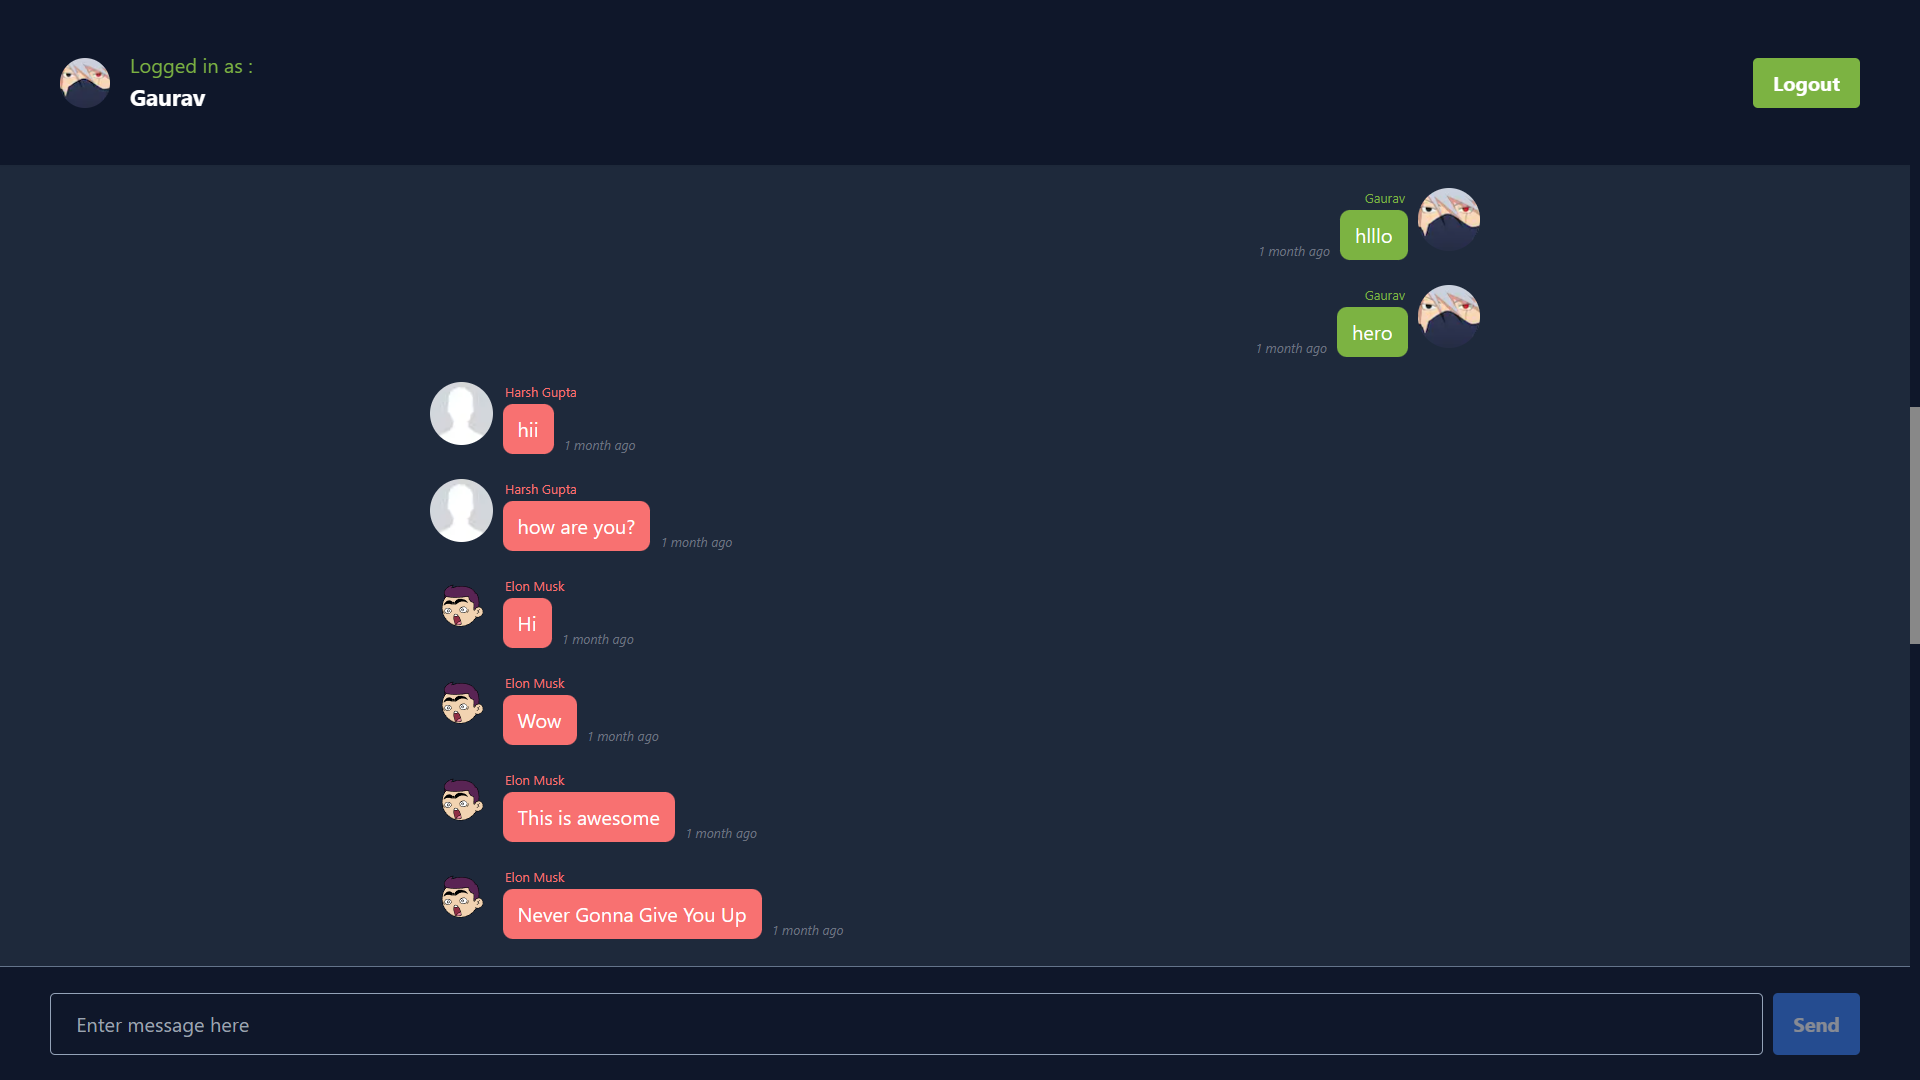 Logged in as :
Gaurav
Logout
Gaurav
hlllo
1 month ago
Gaurav
hero
1 month ago
Harsh Gupta
hii
1 month ago
Harsh Gupta
how are you?
1 month ago
Elon Musk
Hi
1 month ago
Elon Musk
Wow
1 month ago
Elon Musk
This is awesome
1 month ago
Elon Musk
Never Gonna Give You Up
1 month ago
Enter message here
Send